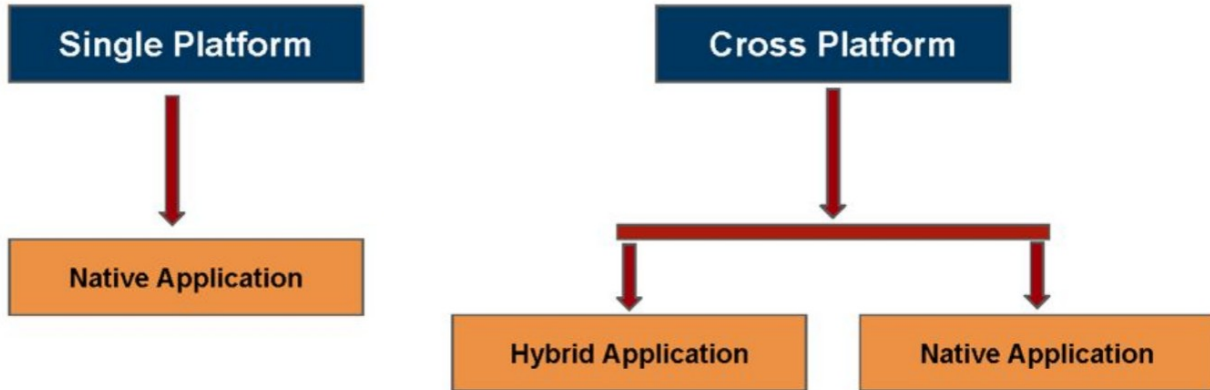 Single Platform
Cross Platform
Native Application
Hybrid Application
Native Application